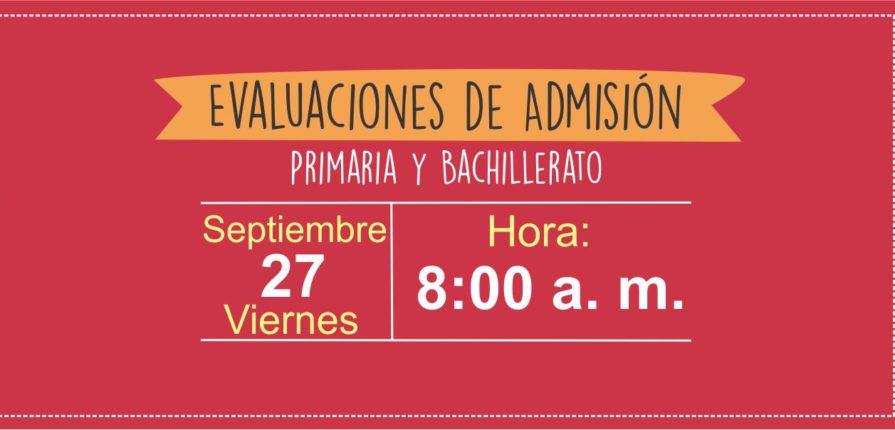 EVALUACIONES DE ADMISIÓN
PRIMARIA Y BACHILLERATO
Septiembre
27
Viernes
Hora:
8:00 a. m.